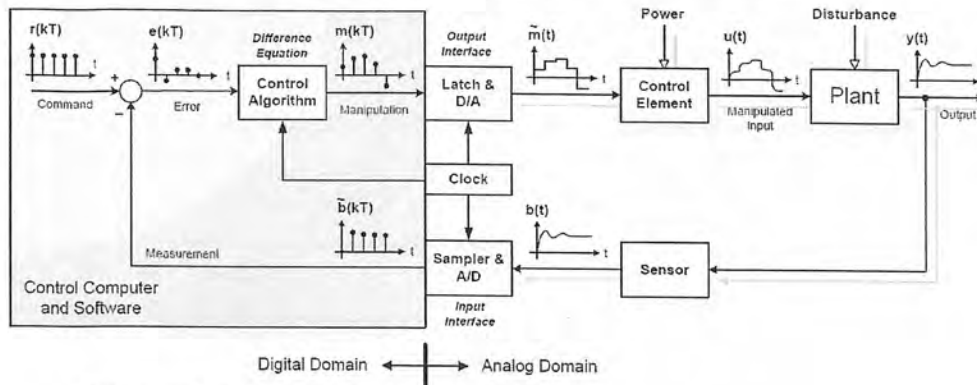 Power
Disturbance
r(kT)
e(kT)
Difference
Equation
m(kT)
Output
Interface
m̃(t)
u(t)
y(t)
t
t
t
t
t
t
+
−
Command
Error
Control
Algorithm
Manipulation
Latch &
D/A
Control
Element
Manipulated
Input
Plant
Output
Clock
b̃(kT)
b(t)
t
t
Measurement
Sampler &
A/D
Sensor
Control Computer
and Software
Input
Interface
Digital Domain
Analog Domain